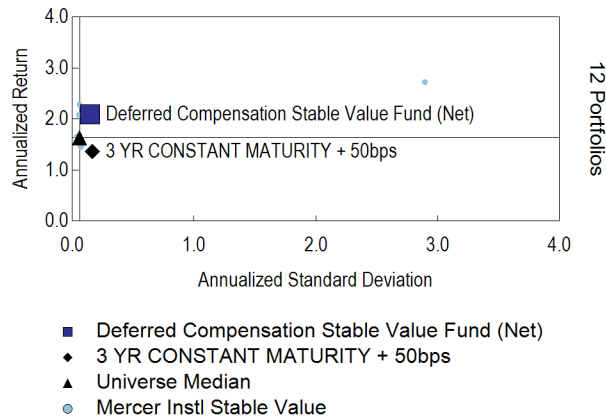 4.0
3.0
2.0
1.0
0.0
Annualized Return
Deferred Compensation Stable Value Fund (Net)
3 YR CONSTANT MATURITY + 50bps
12 Portfolios
0.0 1.0 2.0 3.0 4.0
Annualized Standard Deviation
Deferred Compensation Stable Value Fund (Net)
3 YR CONSTANT MATURITY + 50bps
Universe Median
Mercer Instl Stable Value